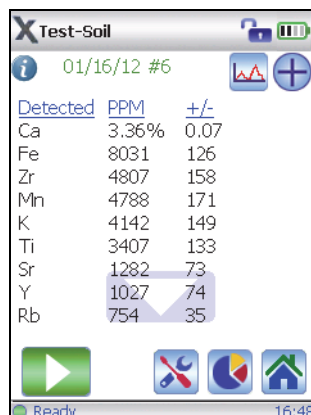 Test-Soil
01/16/12 #6
Detected PPM +/-
Ca 3.36% 0.07
Fe 8031 126
Zr 4807 158
Mn 4788 171
K 4142 149
Ti 3407 133
Sr 1282 73
Y 1027 74
Rb 754 35
Ready 16:48